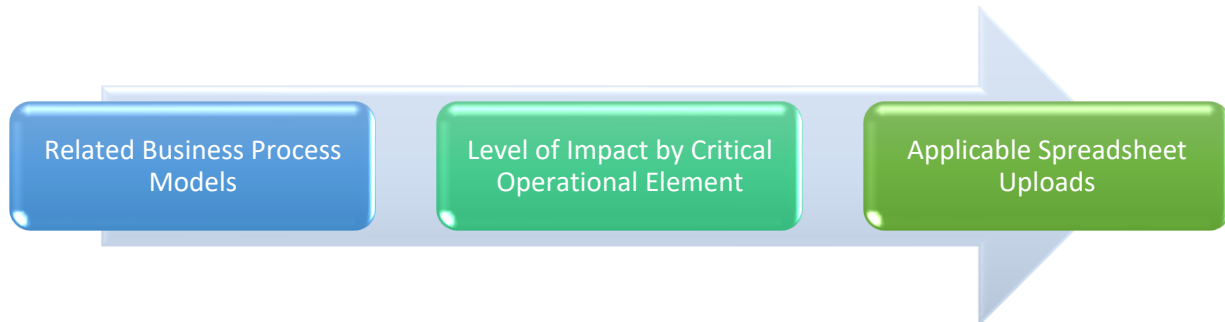 Related Business Process
Models
Level of Impact by Critical
Operational Element
Applicable Spreadsheet
Uploads